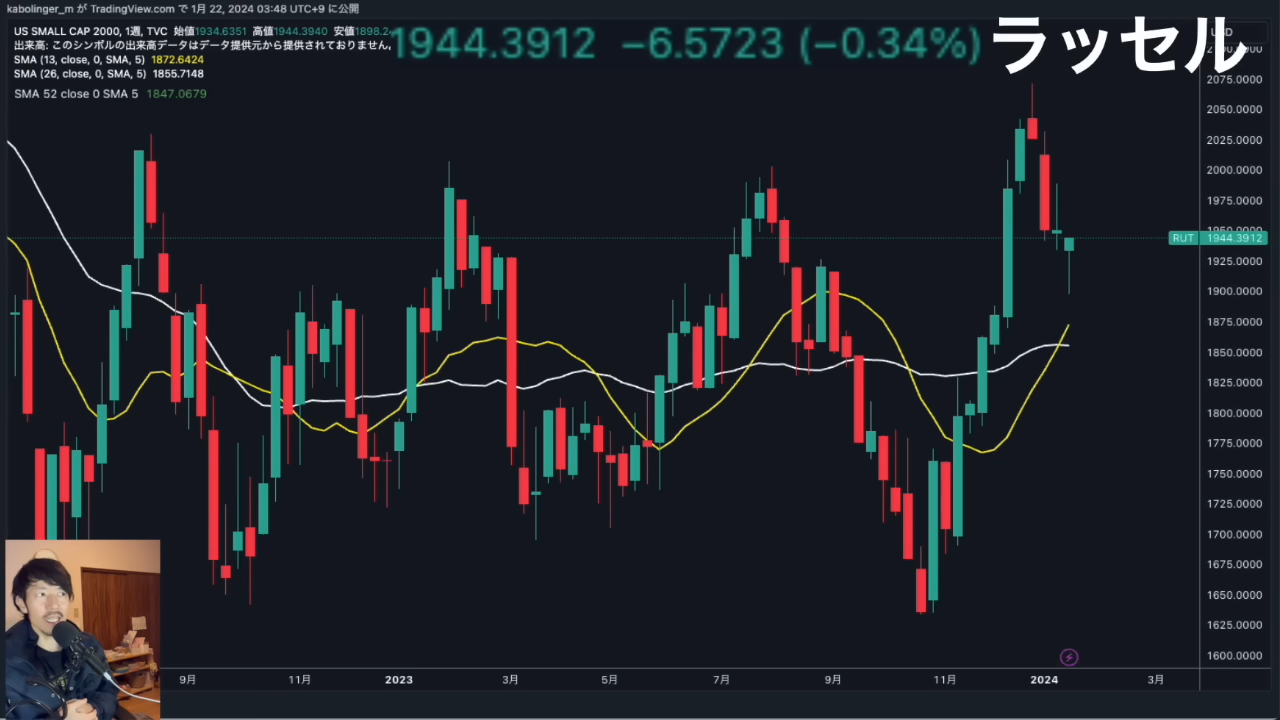 kabolinger_m が TradingView.com で 1月 22, 2024 03:48 UTC+9 に公開
ラッセル
US SMALL CAP 2000, 1週, TVC 始値1934.6351 高値1944.3940 安値1898.2
1944.3912 −6.5723 (−0.34%)
出来高: このシンボルの出来高データはデータ提供元から提供されておりません。
SMA (13, close, 0, SMA, 5) 1872.6424
SMA (26, close, 0, SMA, 5) 1855.7148
SMA 52 close 0 SMA 5 1847.0679
2075.0000
2050.0000
2025.0000
2000.0000
1975.0000
1950.0000
RUT 1944.3912
1925.0000
1900.0000
1875.0000
1850.0000
1825.0000
1800.0000
1775.0000
1750.0000
1725.0000
1700.0000
1675.0000
1650.0000
1625.0000
1600.0000
9月 11月 2023 3月 5月 7月 9月 11月 2024 3月